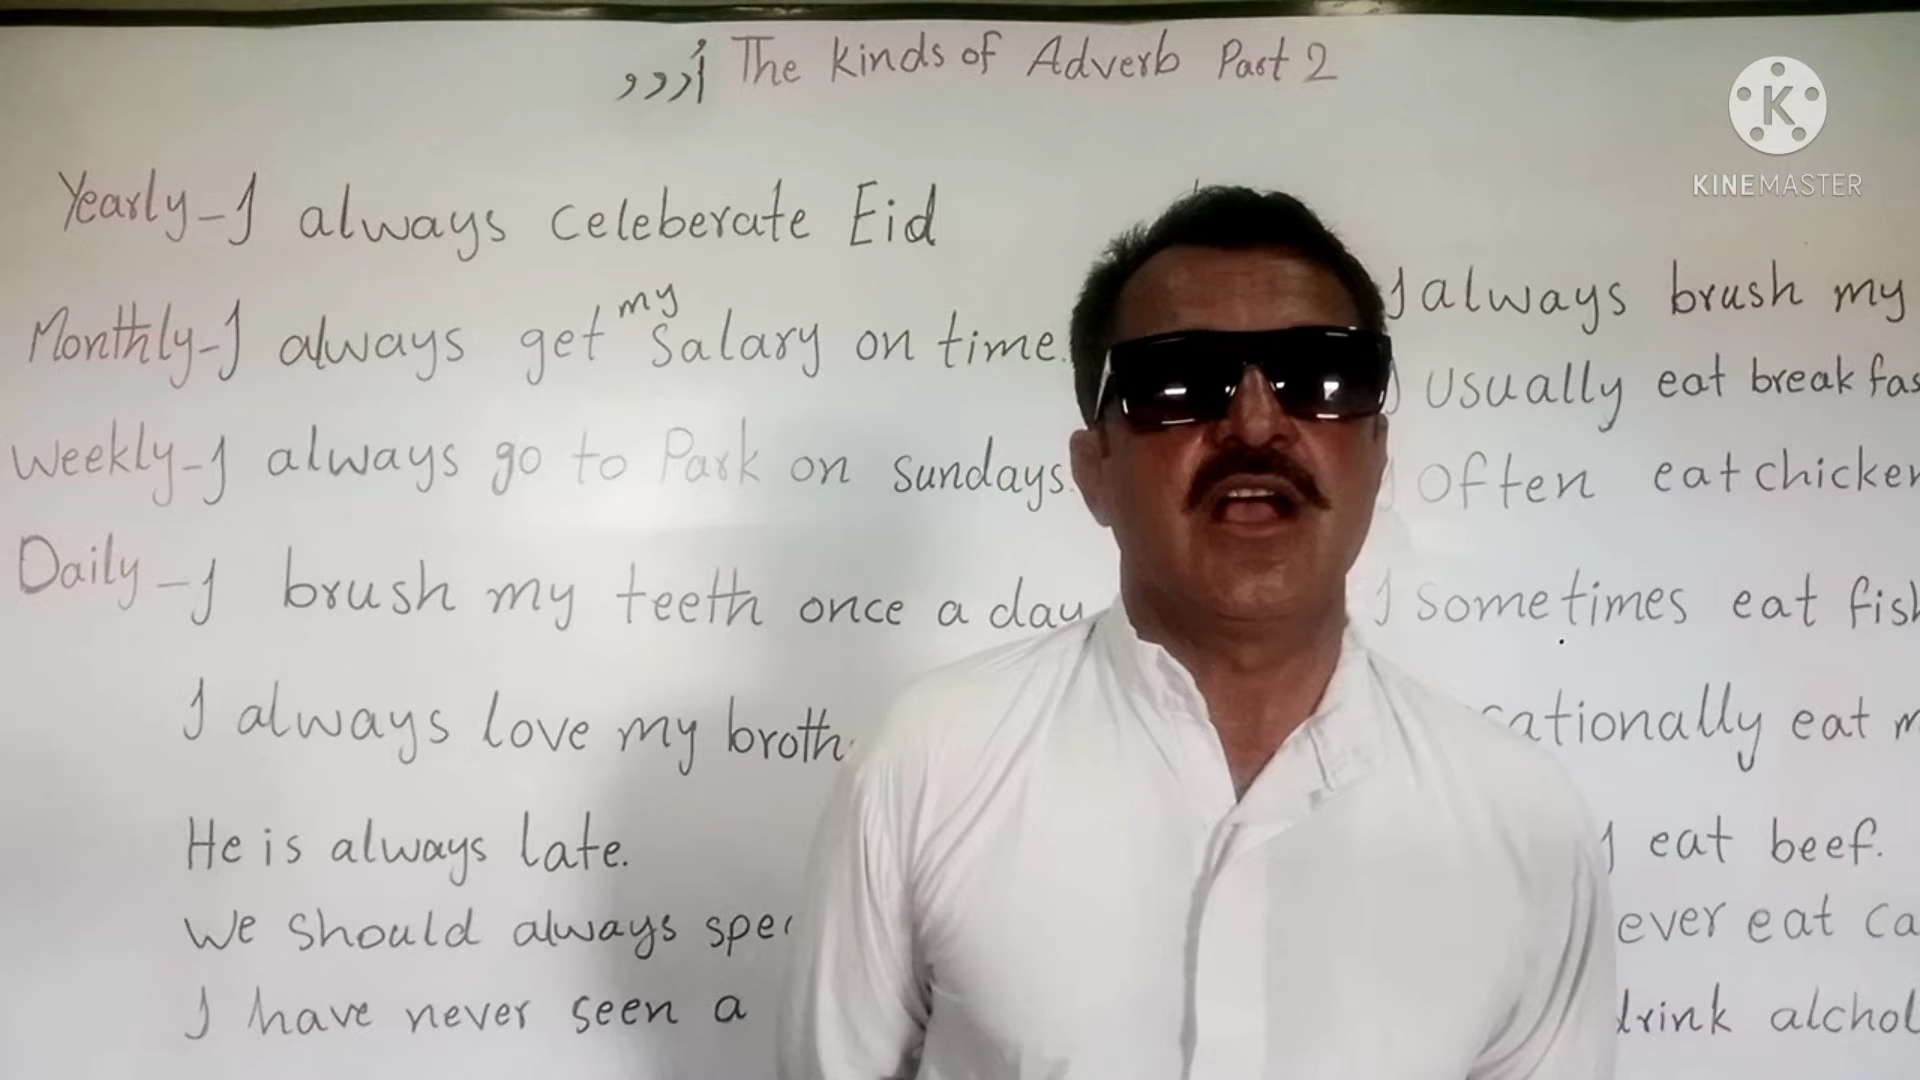 اُردو The Kinds of Adverb Part 2
KINEMASTER
Yearly - I always celeberate Eid
Monthly - I always get my salary on time.
Weekly - I always go to Park on sundays.
Daily - I brush my teeth once a day
I always love my broth
He is always late.
We should always spe
I have never seen a
I always brush my
I usually eat breakfas
I often eat chicken
I sometimes eat fish
cationally eat m
eat beef.
ever eat ca
drink alchol